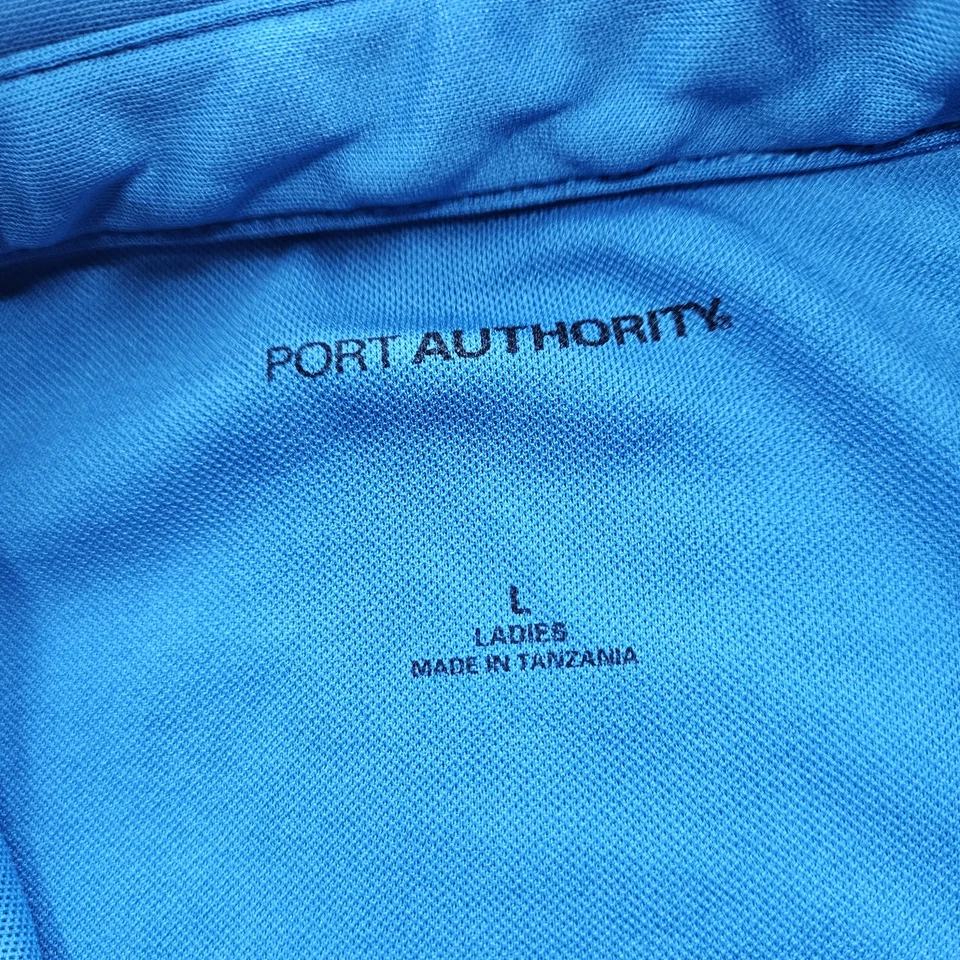 PORT AUTHORITY®
L
LADIES
MADE IN TANZANIA